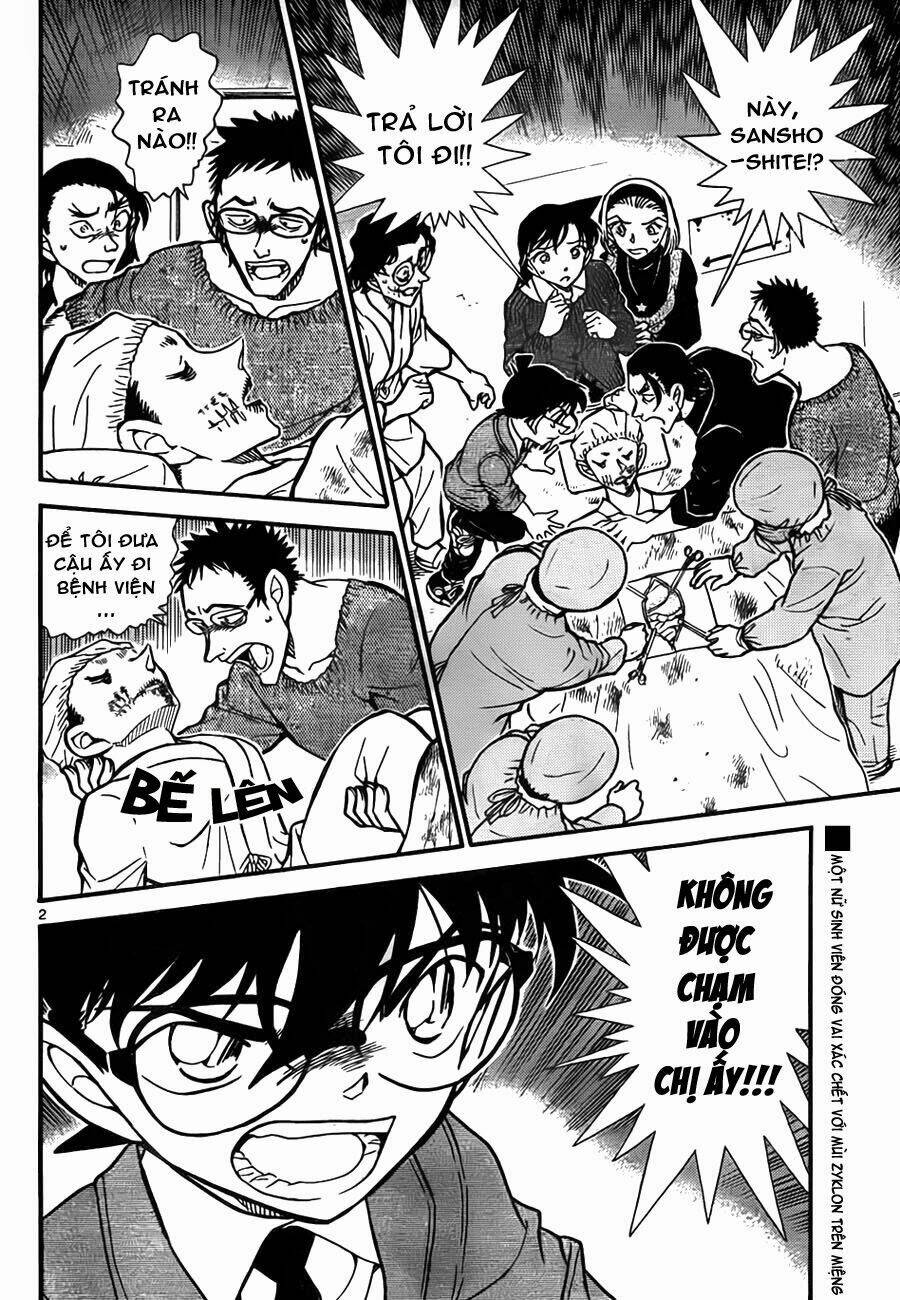 NÀY,
SANSHO
-SHITE!?
TRẢ LỜI
TÔI ĐI!!
TRÁNH
RA
NÀO!!
ĐỂ TÔI ĐƯA
CẬU ẤY ĐI
BỆNH VIỆN
...
BẾ LÊN
KHÔNG
ĐƯỢC
CHẠM
VÀO
CHỊ ẤY!!!
MỘT NỮ SINH VIÊN ĐÓNG VAI XÁC CHẾT VỚI MÙI ZYKLON TRÊN MIỆNG
2